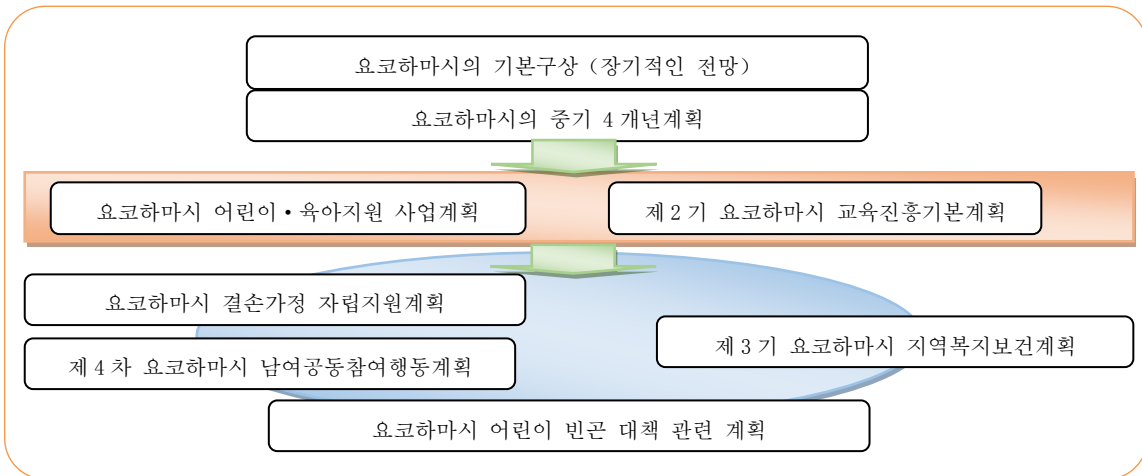 요코하마시의 기본구상 (장기적인 전망)
요코하마시의 중기 4 개년계획
요코하마시 어린이・육아지원 사업계획
제 2 기 요코하마시 교육진흥기본계획
요코하마시 결손가정 자립지원계획
제 3 기 요코하마시 지역복지보건계획
제 4 차 요코하마시 남여공동참여행동계획
요코하마시 어린이 빈곤 대책 관련 계획